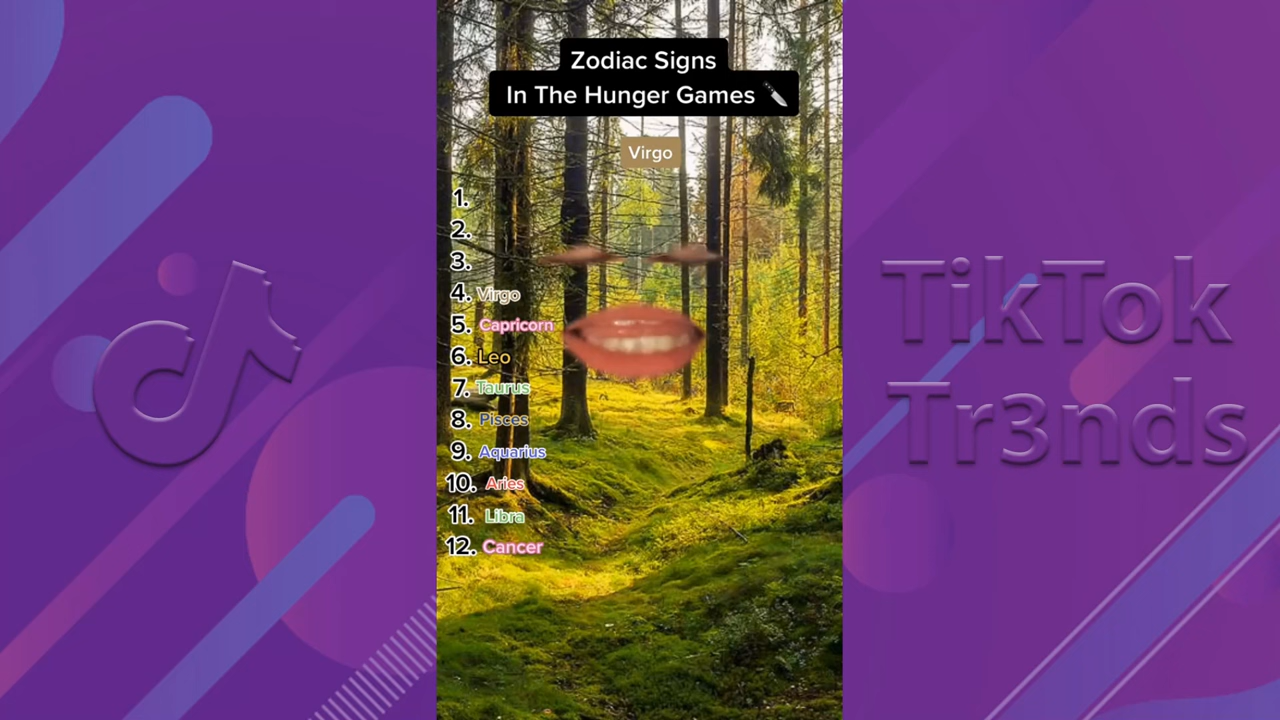 Zodiac Signs
In The Hunger Games 🔪
Virgo
1.
2.
3.
4. Virgo
5. Capricorn
6. Leo
7. Taurus
8. Pisces
9. Aquarius
10. Aries
11. Libra
12. Cancer
TikTok
Tr3nds